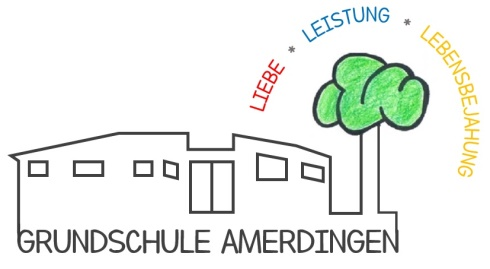 LIEBE * LEISTUNG * LEBENSBEJAHUNG
GRUNDSCHULE AMERDINGEN